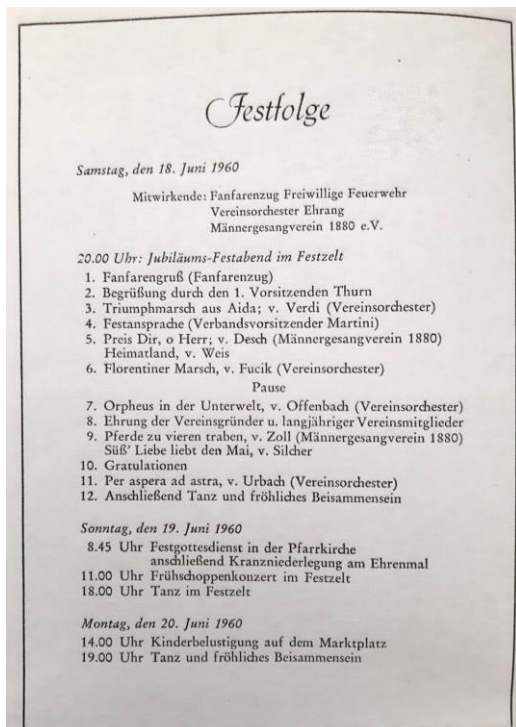 Festfolge
Samstag, den 18. Juni 1960
Mitwirkende: Fanfarenzug Freiwillige Feuerwehr
Vereinsorchester Ehrang
Männergesangverein 1880 e.V.
20.00 Uhr: Jubiläums-Festabend im Festzelt
1. Fanfarengruß (Fanfarenzug)
2. Begrüßung durch den 1. Vorsitzenden Thurn
3. Triumphmarsch aus Aida; v. Verdi (Vereinsorchester)
4. Festansprache (Verbandsvorsitzender Martini)
5. Preis Dir, o Herr; v. Desch (Männergesangverein 1880)
Heimatland, v. Weis
6. Florentiner Marsch, v. Fucik (Vereinsorchester)
Pause
7. Orpheus in der Unterwelt, v. Offenbach (Vereinsorchester)
8. Ehrung der Vereinsgründer u. langjähriger Vereinsmitglieder
9. Pferde zu vieren traben, v. Zoll (Männergesangverein 1880)
Süß' Liebe liebt den Mai, v. Silcher
10. Gratulationen
11. Per aspera ad astra, v. Urbach (Vereinsorchester)
12. Anschließend Tanz und fröhliches Beisammensein
Sonntag, den 19. Juni 1960
8.45 Uhr Festgottesdienst in der Pfarrkirche
anschließend Kranzniederlegung am Ehrenmal
11.00 Uhr Frühschoppenkonzert im Festzelt
18.00 Uhr Tanz im Festzelt
Montag, den 20. Juni 1960
14.00 Uhr Kinderbelustigung auf dem Marktplatz
19.00 Uhr Tanz und fröhliches Beisammensein